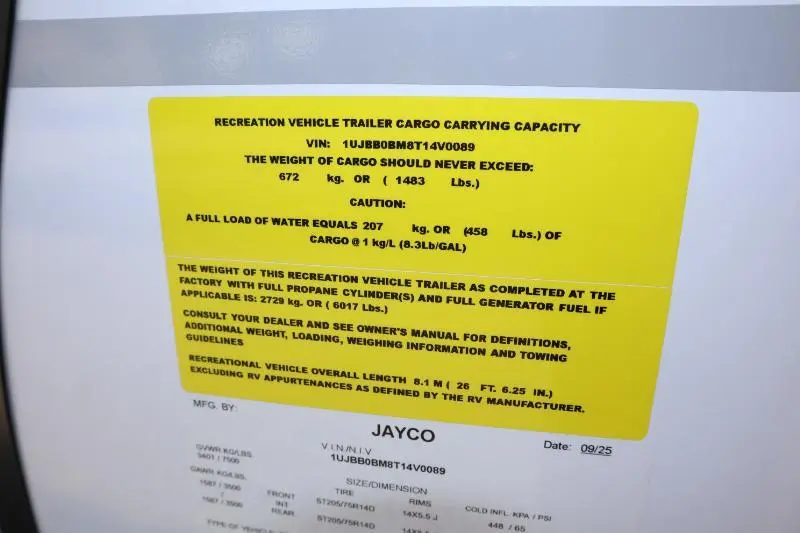 RECREATION VEHICLE TRAILER CARGO CARRYING CAPACITY
VIN: 1UJBB0BM8T14V0089
THE WEIGHT OF CARGO SHOULD NEVER EXCEED:
672 kg. OR ( 1483 Lbs.)
CAUTION:
A FULL LOAD OF WATER EQUALS 207 kg. OR (458 Lbs.) OF
CARGO @ 1 kg/L (8.3Lb/GAL)
THE WEIGHT OF THIS RECREATION VEHICLE TRAILER AS COMPLETED AT THE
FACTORY WITH FULL PROPANE CYLINDER(S) AND FULL GENERATOR FUEL IF
APPLICABLE IS: 2729 kg. OR ( 6017 Lbs.)
CONSULT YOUR DEALER AND SEE OWNER'S MANUAL FOR DEFINITIONS,
ADDITIONAL WEIGHT, LOADING, WEIGHING INFORMATION AND TOWING
GUIDELINES
RECREATIONAL VEHICLE OVERALL LENGTH 8.1 M ( 26 FT. 6.25 IN.)
EXCLUDING RV APPURTENANCES AS DEFINED BY THE RV MANUFACTURER.
MFG. BY:
JAYCO
Date: 09/25
GVWR KG/LBS. V.I.N./N.I.V
3401 / 7500 1UJBB0BM8T14V0089
GAWR KG/LBS. SIZE/DIMENSION
1587 / 3500 TIRE RIMS COLD INFL. KPA / PSI
/ FRONT ST205/75R14D 14X5.5 J 448 / 65
1587 / 3500 INT
REAR ST205/75R14D
TYPE OF